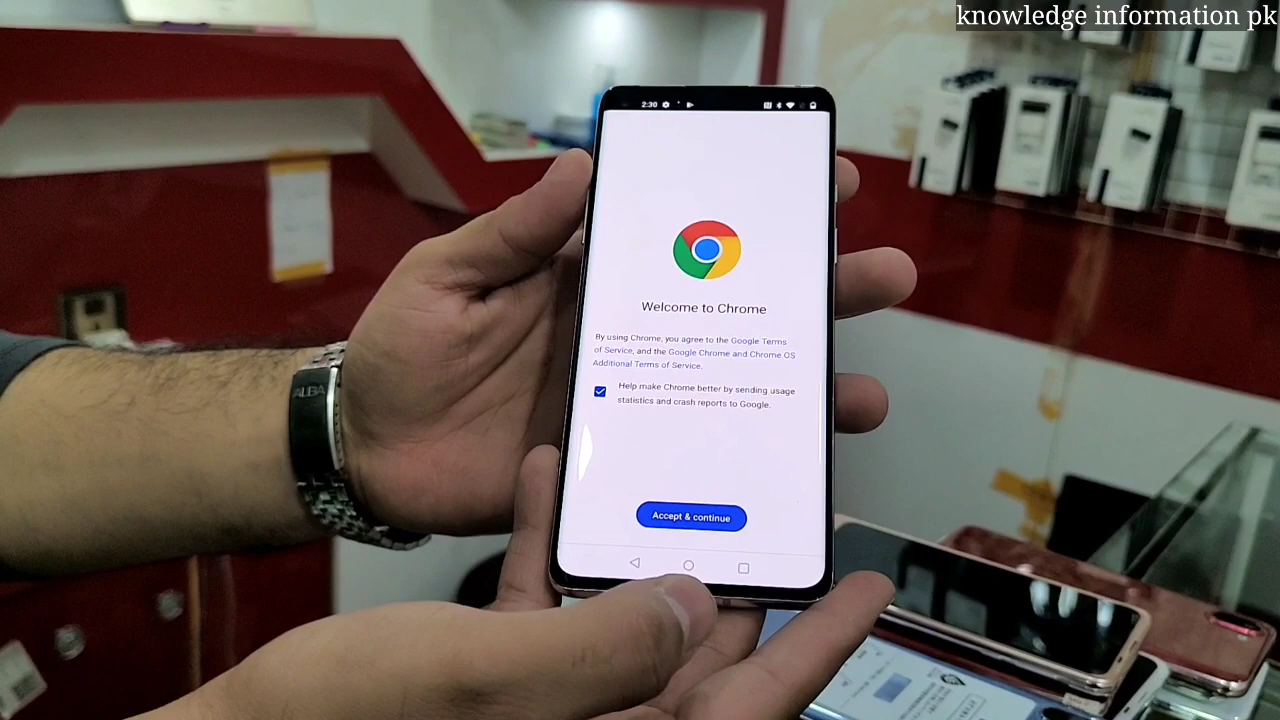 knowledge information pk
2:30
Welcome to Chrome
By using Chrome, you agree to the Google Terms
of Service, and the Google Chrome and Chrome OS
Additional Terms of Service.
Help make Chrome better by sending usage
statistics and crash reports to Google.
ALBA
Accept & continue